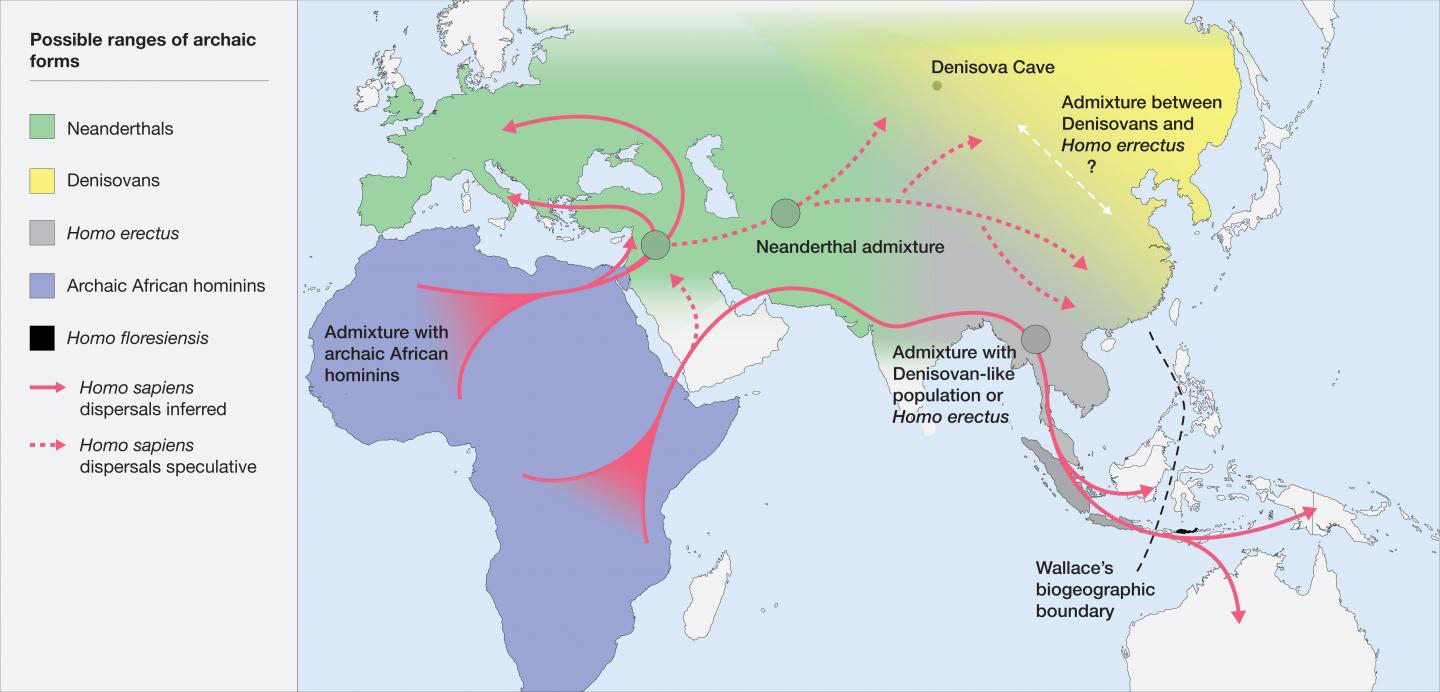 Possible ranges of archaic
forms
Neanderthals
Denisovans
Homo erectus
Archaic African hominins
Homo floresiensis
Homo sapiens
dispersals inferred
Homo sapiens
dispersals speculative
Denisova Cave
Admixture between
Denisovans and
Homo errectus
?
Neanderthal admixture
Admixture with
archaic African
hominins
Admixture with
Denisovan-like
population or
Homo erectus
Wallace’s
biogeographic
boundary